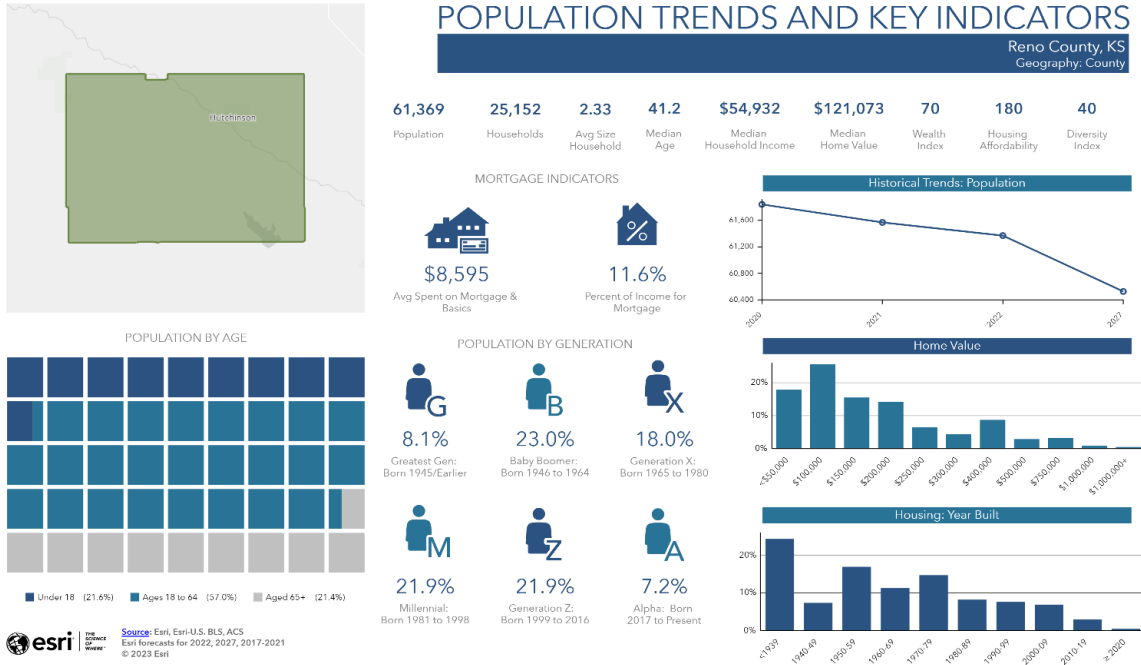 POPULATION TRENDS AND KEY INDICATORS
Reno County, KS
Geography: County
Hutchinson
61,369
Population
25,152
Households
2.33
Avg Size
Household
41.2
Median
Age
$54,932
Median
Household Income
$121,073
Median
Home Value
70
Wealth
Index
180
Housing
Affordability
40
Diversity
Index
MORTGAGE INDICATORS
$8,595
Avg Spent on Mortgage &
Basics
11.6%
Percent of Income for
Mortgage
Historical Trends: Population
61,600
61,200
60,800
60,400
2020
2021
2022
2027
POPULATION BY AGE
Under 18 (21.6%)
Ages 18 to 64 (57.0%)
Aged 65+ (21.4%)
POPULATION BY GENERATION
G
8.1%
Greatest Gen:
Born 1945/Earlier
B
23.0%
Baby Boomer:
Born 1946 to 1964
X
18.0%
Generation X:
Born 1965 to 1980
M
21.9%
Millennial:
Born 1981 to 1998
Z
21.9%
Generation Z:
Born 1999 to 2016
A
7.2%
Alpha: Born
2017 to Present
Home Value
20%
10%
0%
<$50,000
$100,000
$150,000
$200,000
$250,000
$300,000
$400,000
$500,000
$750,000
$1,000,000
$1,000,000+
Housing: Year Built
20%
10%
0%
<1939
1940-49
1950-59
1960-69
1970-79
1980-89
1990-99
2000-09
2010-19
≥ 2020
esri
THE
SCIENCE
OF
WHERE™
Source: Esri, Esri-U.S. BLS, ACS
Esri forecasts for 2022, 2027, 2017-2021
© 2023 Esri